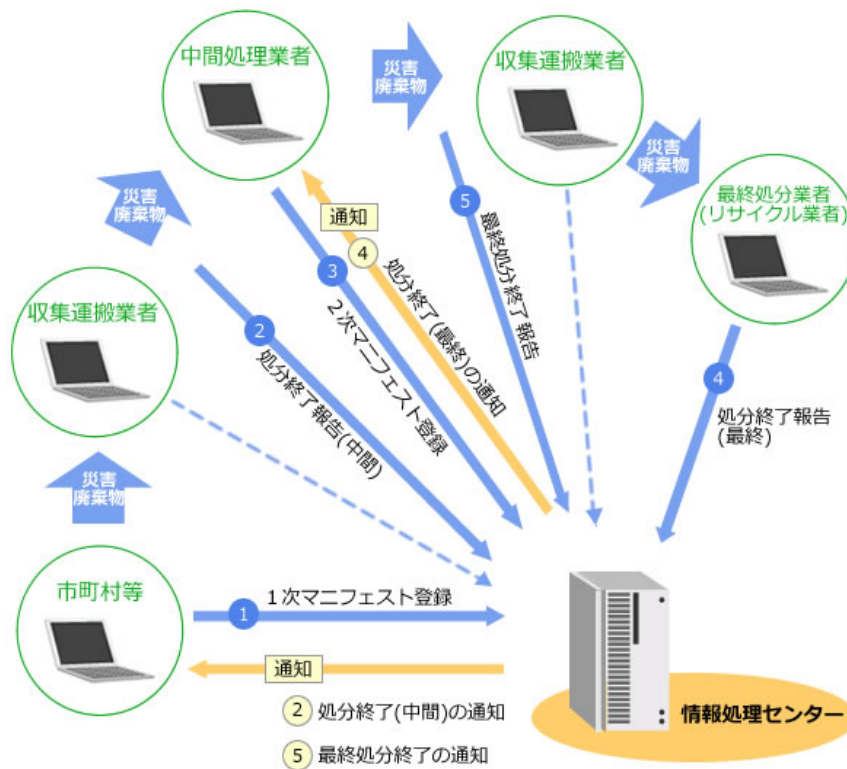 中間処理業者
災害
廃棄物
収集運搬業者
災害
廃棄物
最終処分業者
(リサイクル業者)
災害
廃棄物
収集運搬業者
災害
廃棄物
市町村等
1
1次マニフェスト登録
2
処分終了報告(中間)
3
2次マニフェスト登録
通知
4
処分終了(最終)の通知
5
最終処分終了報告
4
処分終了報告
(最終)
通知
2 処分終了(中間)の通知
5 最終処分終了の通知
情報処理センター